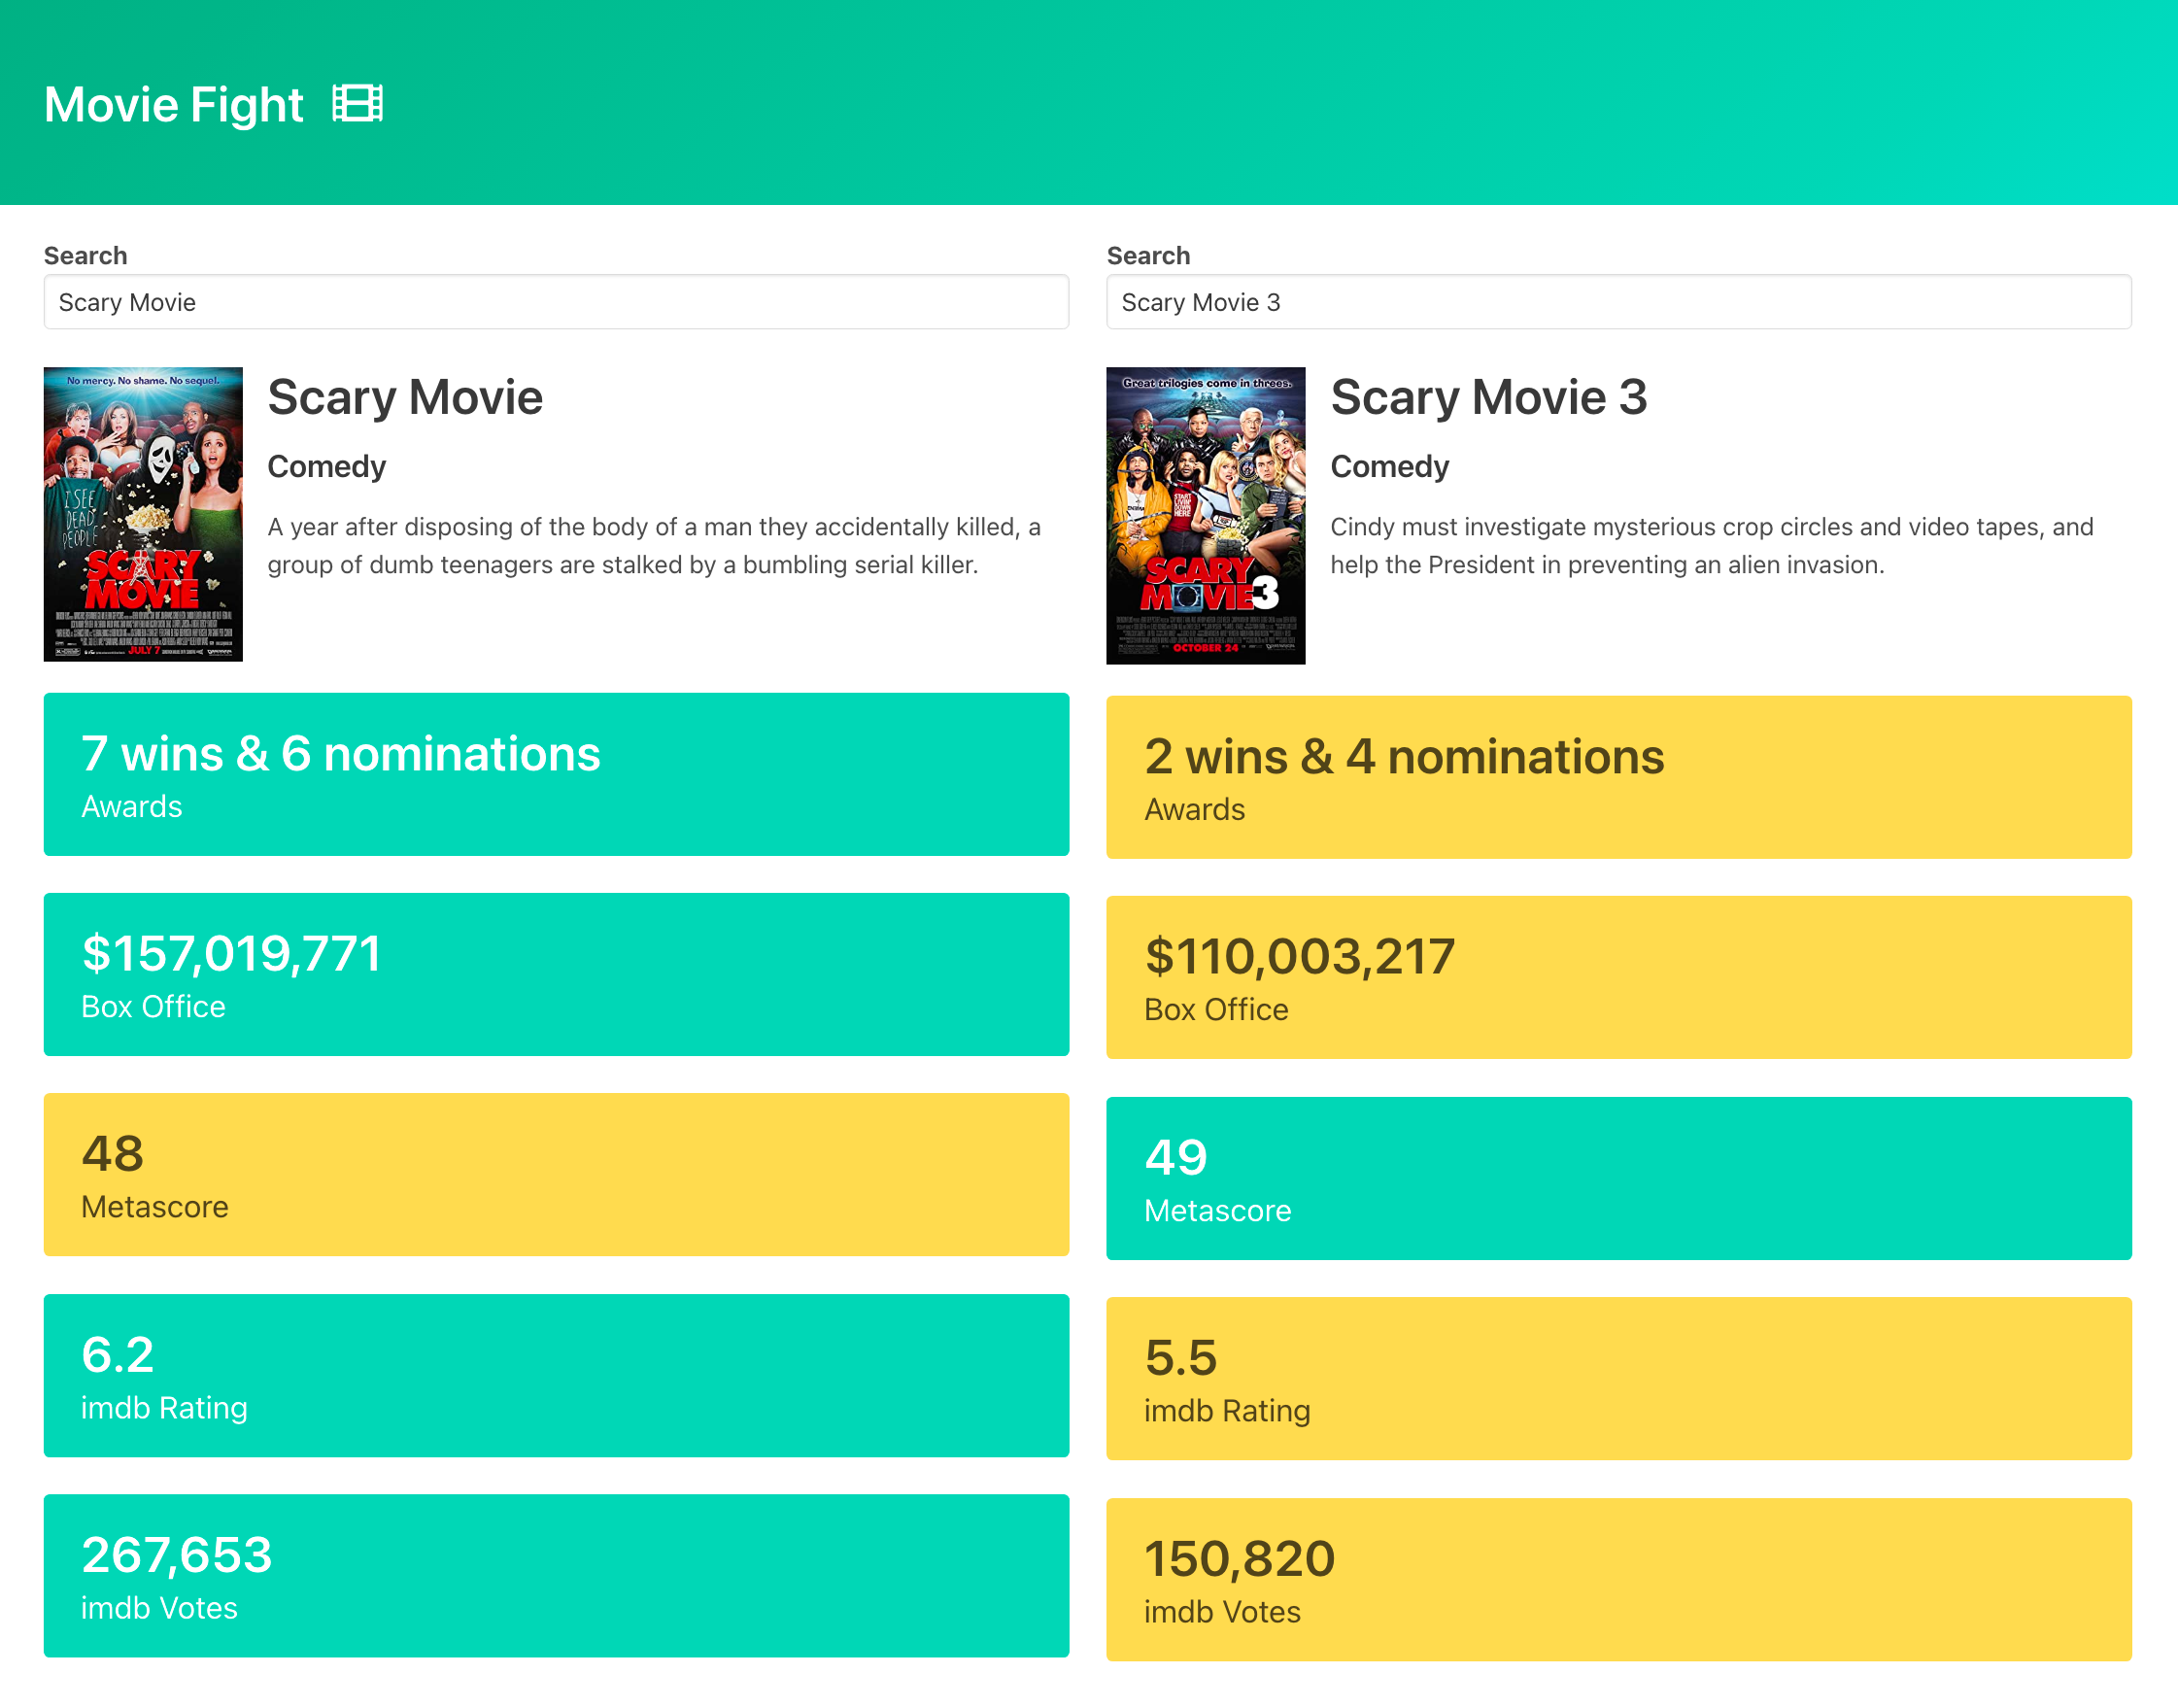 Movie Fight
Search
Scary Movie
No mercy. No shame. No sequel.
I SEE
DEAD
PEOPLE
SCARY
MOVIE
JULY 7
Scary Movie
Comedy
A year after disposing of the body of a man they accidentally killed, a
group of dumb teenagers are stalked by a bumbling serial killer.
7 wins & 6 nominations
Awards
$157,019,771
Box Office
48
Metascore
6.2
imdb Rating
267,653
imdb Votes
Search
Scary Movie 3
Great trilogies come in threes.
SCARY
MOVIE3
OCTOBER 24
Scary Movie 3
Comedy
Cindy must investigate mysterious crop circles and video tapes, and
help the President in preventing an alien invasion.
2 wins & 4 nominations
Awards
$110,003,217
Box Office
49
Metascore
5.5
imdb Rating
150,820
imdb Votes